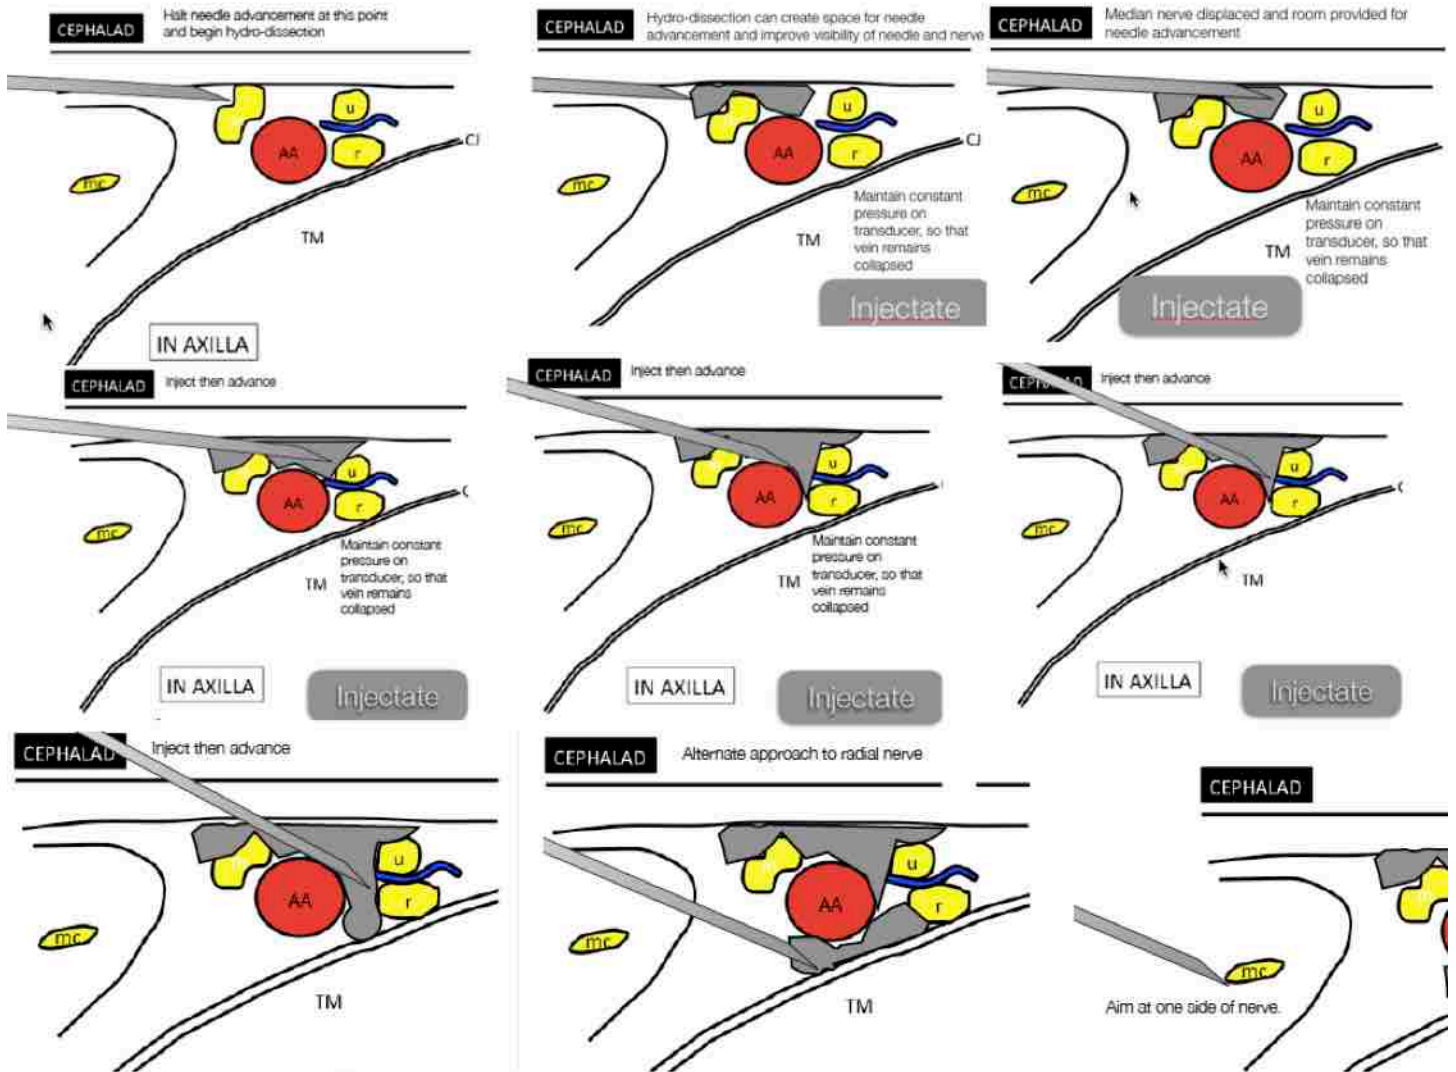 CEPHALAD
Halt needle advancement at this point
and begin hydro-dissection
u
AA
r
CJ
mc
TM
IN AXILLA
CEPHALAD
Hydro-dissection can create space for needle
advancement and improve visibility of needle and nerve
u
AA
r
CJ
mc
TM
Maintain constant
pressure on
transducer, so that
vein remains
collapsed
Injectate
CEPHALAD
Median nerve displaced and room provided for
needle advancement
u
AA
r
mc
TM
Maintain constant
pressure on
transducer, so that
vein remains
collapsed
Injectate
CEPHALAD
Inject then advance
u
AA
r
mc
TM
Maintain constant
pressure on
transducer, so that
vein remains
collapsed
IN AXILLA
Injectate
CEPHALAD
Inject then advance
u
AA
r
mc
TM
Maintain constant
pressure on
transducer, so that
vein remains
collapsed
IN AXILLA
Injectate
CEPHALAD
Inject then advance
u
AA
r
mc
TM
IN AXILLA
Injectate
CEPHALAD
Inject then advance
u
AA
r
mc
TM
CEPHALAD
Alternate approach to radial nerve
u
AA
r
mc
TM
CEPHALAD
mc
Aim at one side of nerve.